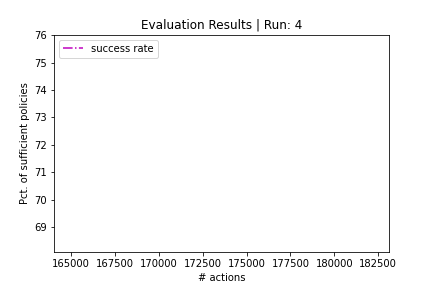 Evaluation Results | Run: 4
success rate
Pct. of sufficient policies
76
75
74
73
72
71
70
69
165000 167500 170000 172500 175000 177500 180000 182500
# actions